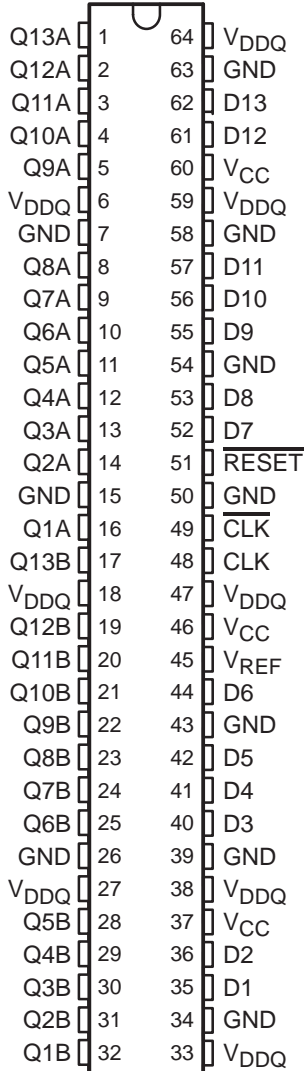 Q13A 1 64 VDDQ
Q12A 2 63 GND
Q11A 3 62 D13
Q10A 4 61 D12
Q9A 5 60 VCC
VDDQ 6 59 VDDQ
GND 7 58 GND
Q8A 8 57 D11
Q7A 9 56 D10
Q6A 10 55 D9
Q5A 11 54 GND
Q4A 12 53 D8
Q3A 13 52 D7
Q2A 14 51 R̅E̅S̅E̅T̅
GND 15 50 GND
Q1A 16 49 C̅L̅K̅
Q13B 17 48 CLK
VDDQ 18 47 VDDQ
Q12B 19 46 VCC
Q11B 20 45 VREF
Q10B 21 44 D6
Q9B 22 43 GND
Q8B 23 42 D5
Q7B 24 41 D4
Q6B 25 40 D3
GND 26 39 GND
VDDQ 27 38 VDDQ
Q5B 28 37 VCC
Q4B 29 36 D2
Q3B 30 35 D1
Q2B 31 34 GND
Q1B 32 33 VDDQ